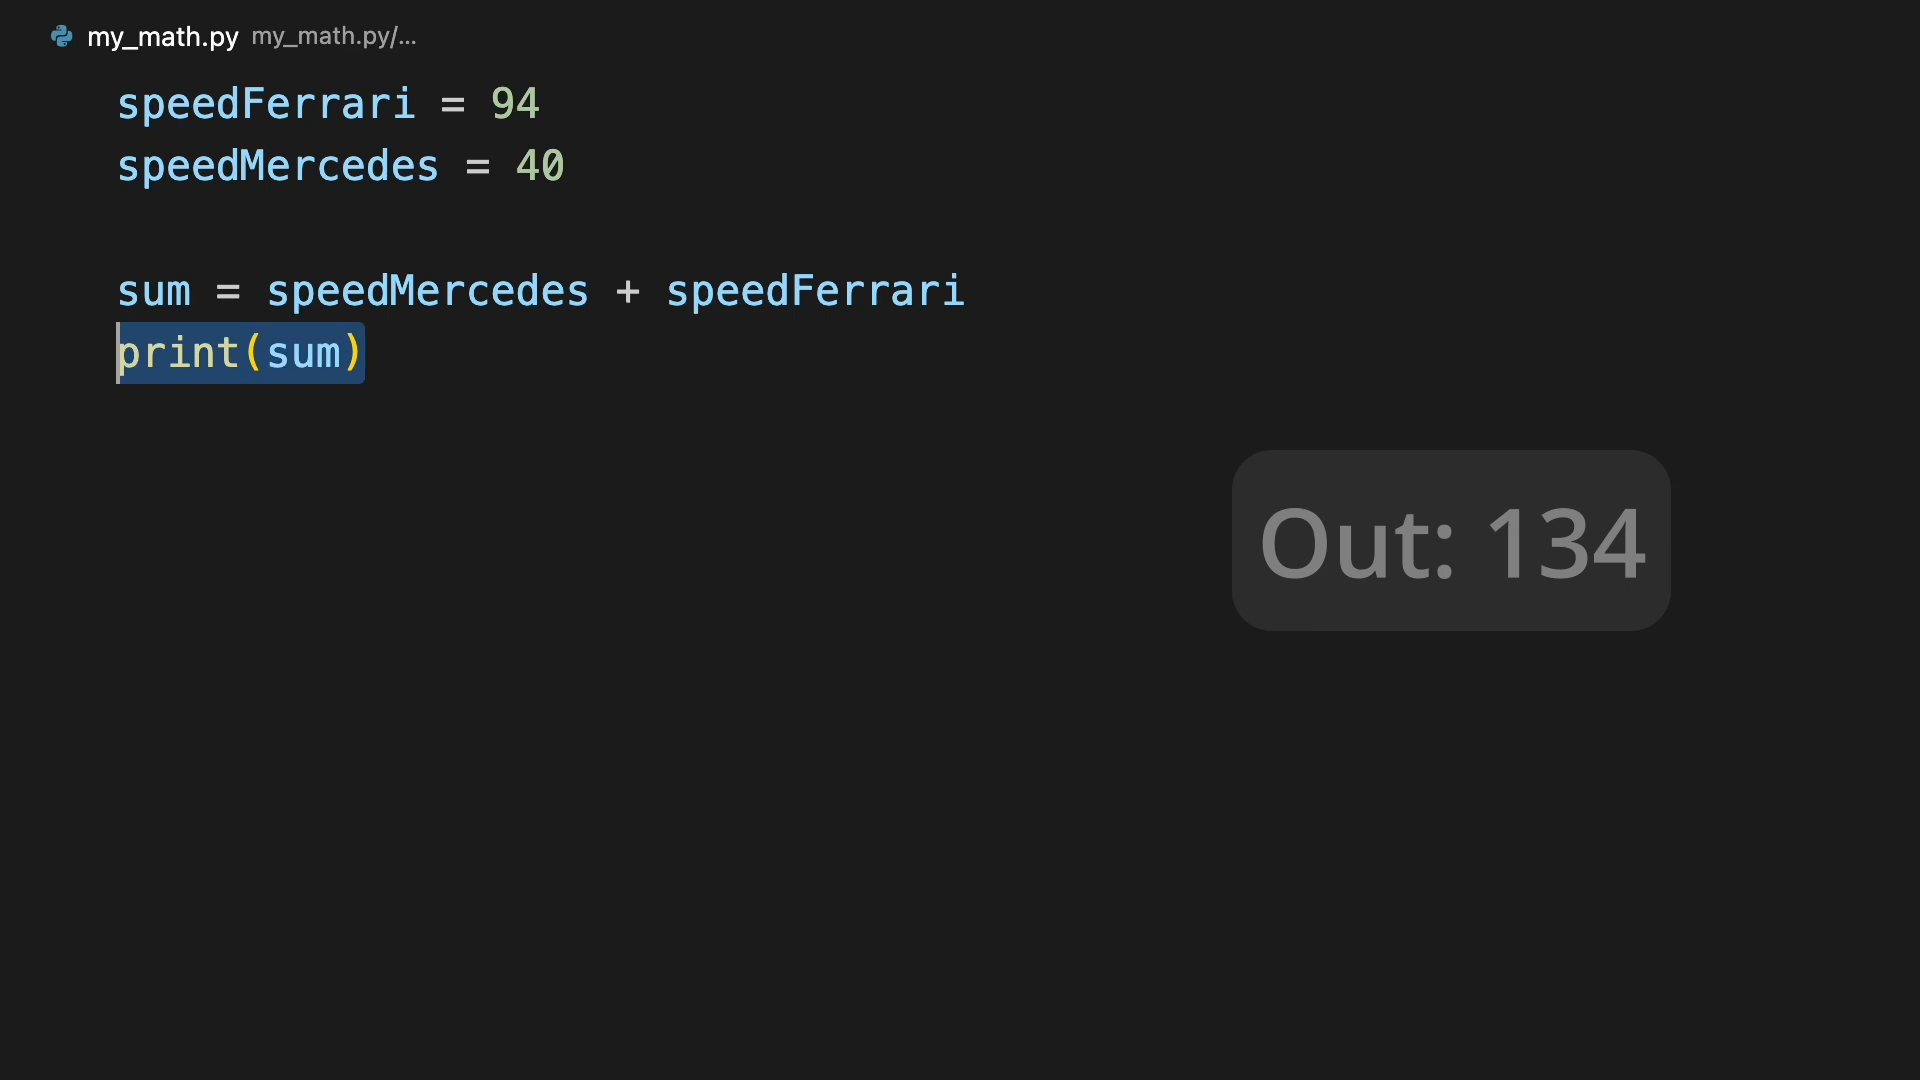 my_math.py my_math.py/...
speedFerrari = 94
speedMercedes = 40
sum = speedMercedes + speedFerrari
print(sum)
Out: 134